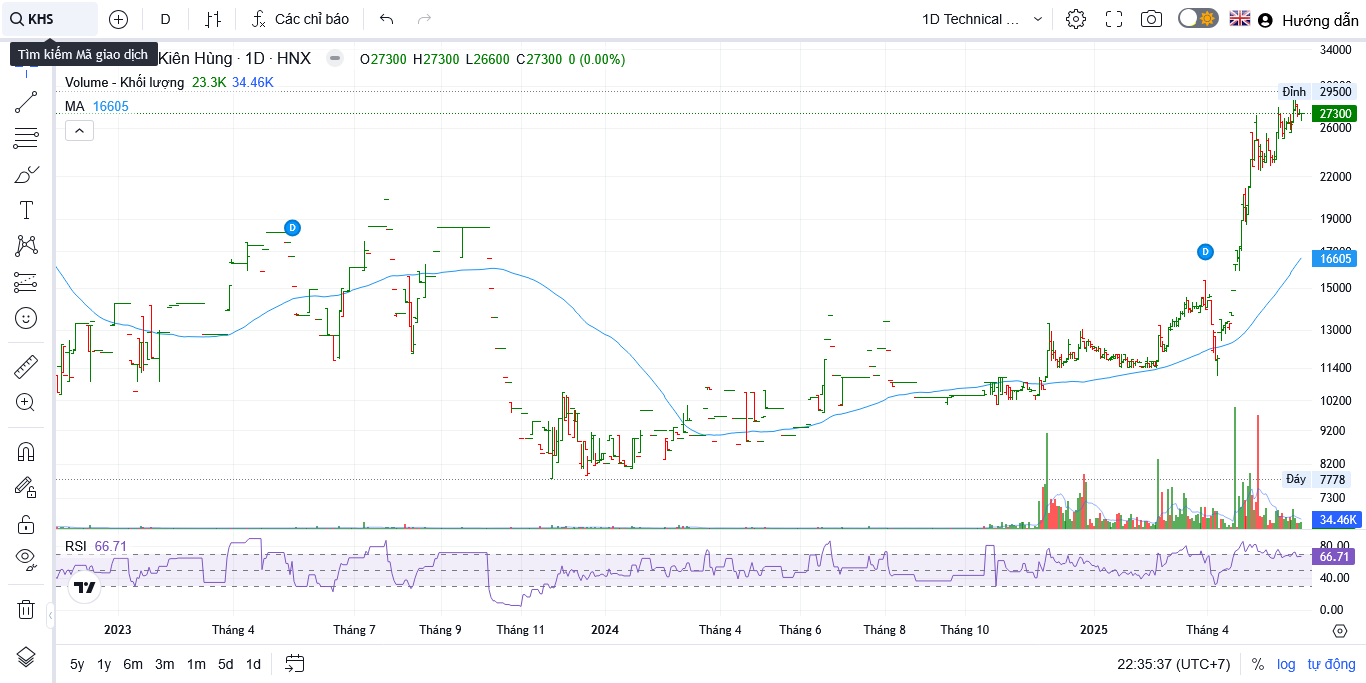 KHS
D
Các chỉ báo
1D Technical ...
Hướng dẫn
Tìm kiếm Mã giao dịch
Kiên Hùng · 1D · HNX
O27300 H27300 L26600 C27300 0 (0.00%)
Volume - Khối lượng 23.3K 34.46K
MA 16605
34000
Đỉnh 29500
27300
26000
22000
19000
D
D
16605
15000
13000
11400
10200
9200
8200
Đáy 7778
7300
34.46K
RSI 66.71
80.00
66.71
40.00
0.00
2023 Tháng 4 Tháng 7 Tháng 9 Tháng 11 2024 Tháng 4 Tháng 6 Tháng 8 Tháng 10 2025 Tháng 4
5y 1y 6m 3m 1m 5d 1d
22:35:37 (UTC+7) % log tự động